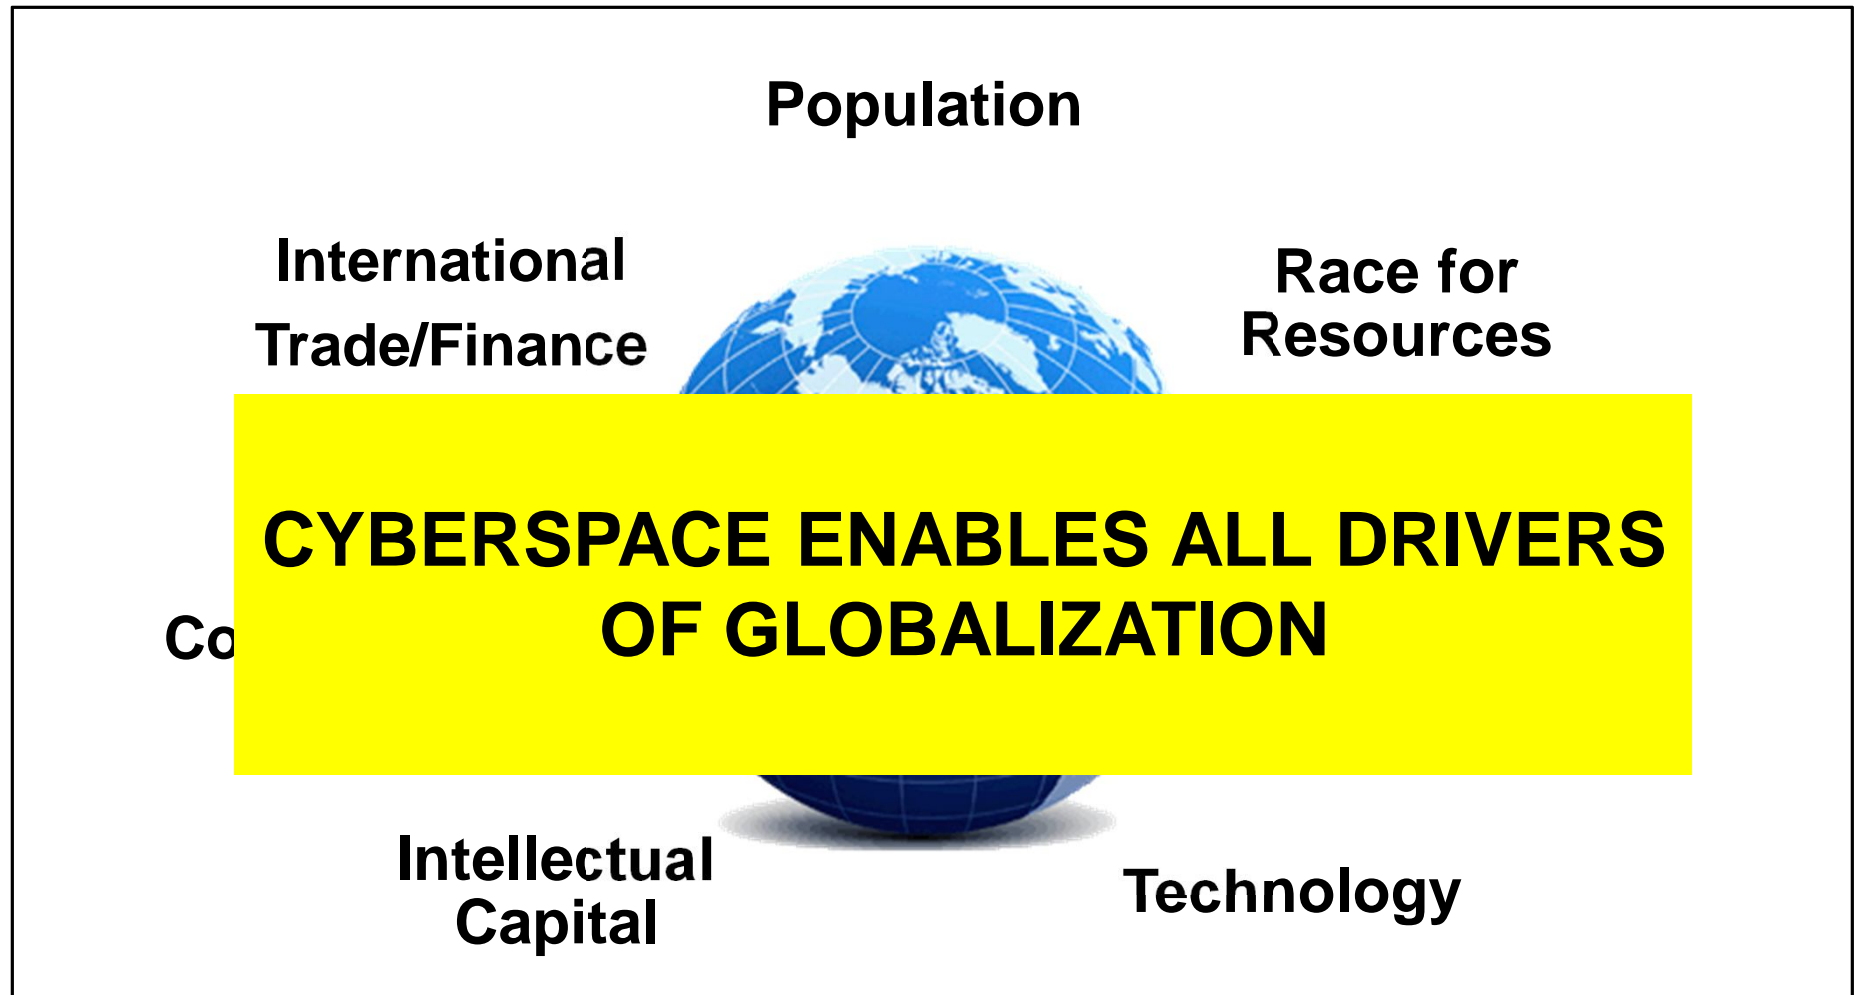 Population
International
Trade/Finance
Race for
Resources
CYBERSPACE ENABLES ALL DRIVERS
OF GLOBALIZATION
Intellectual
Capital
Technology